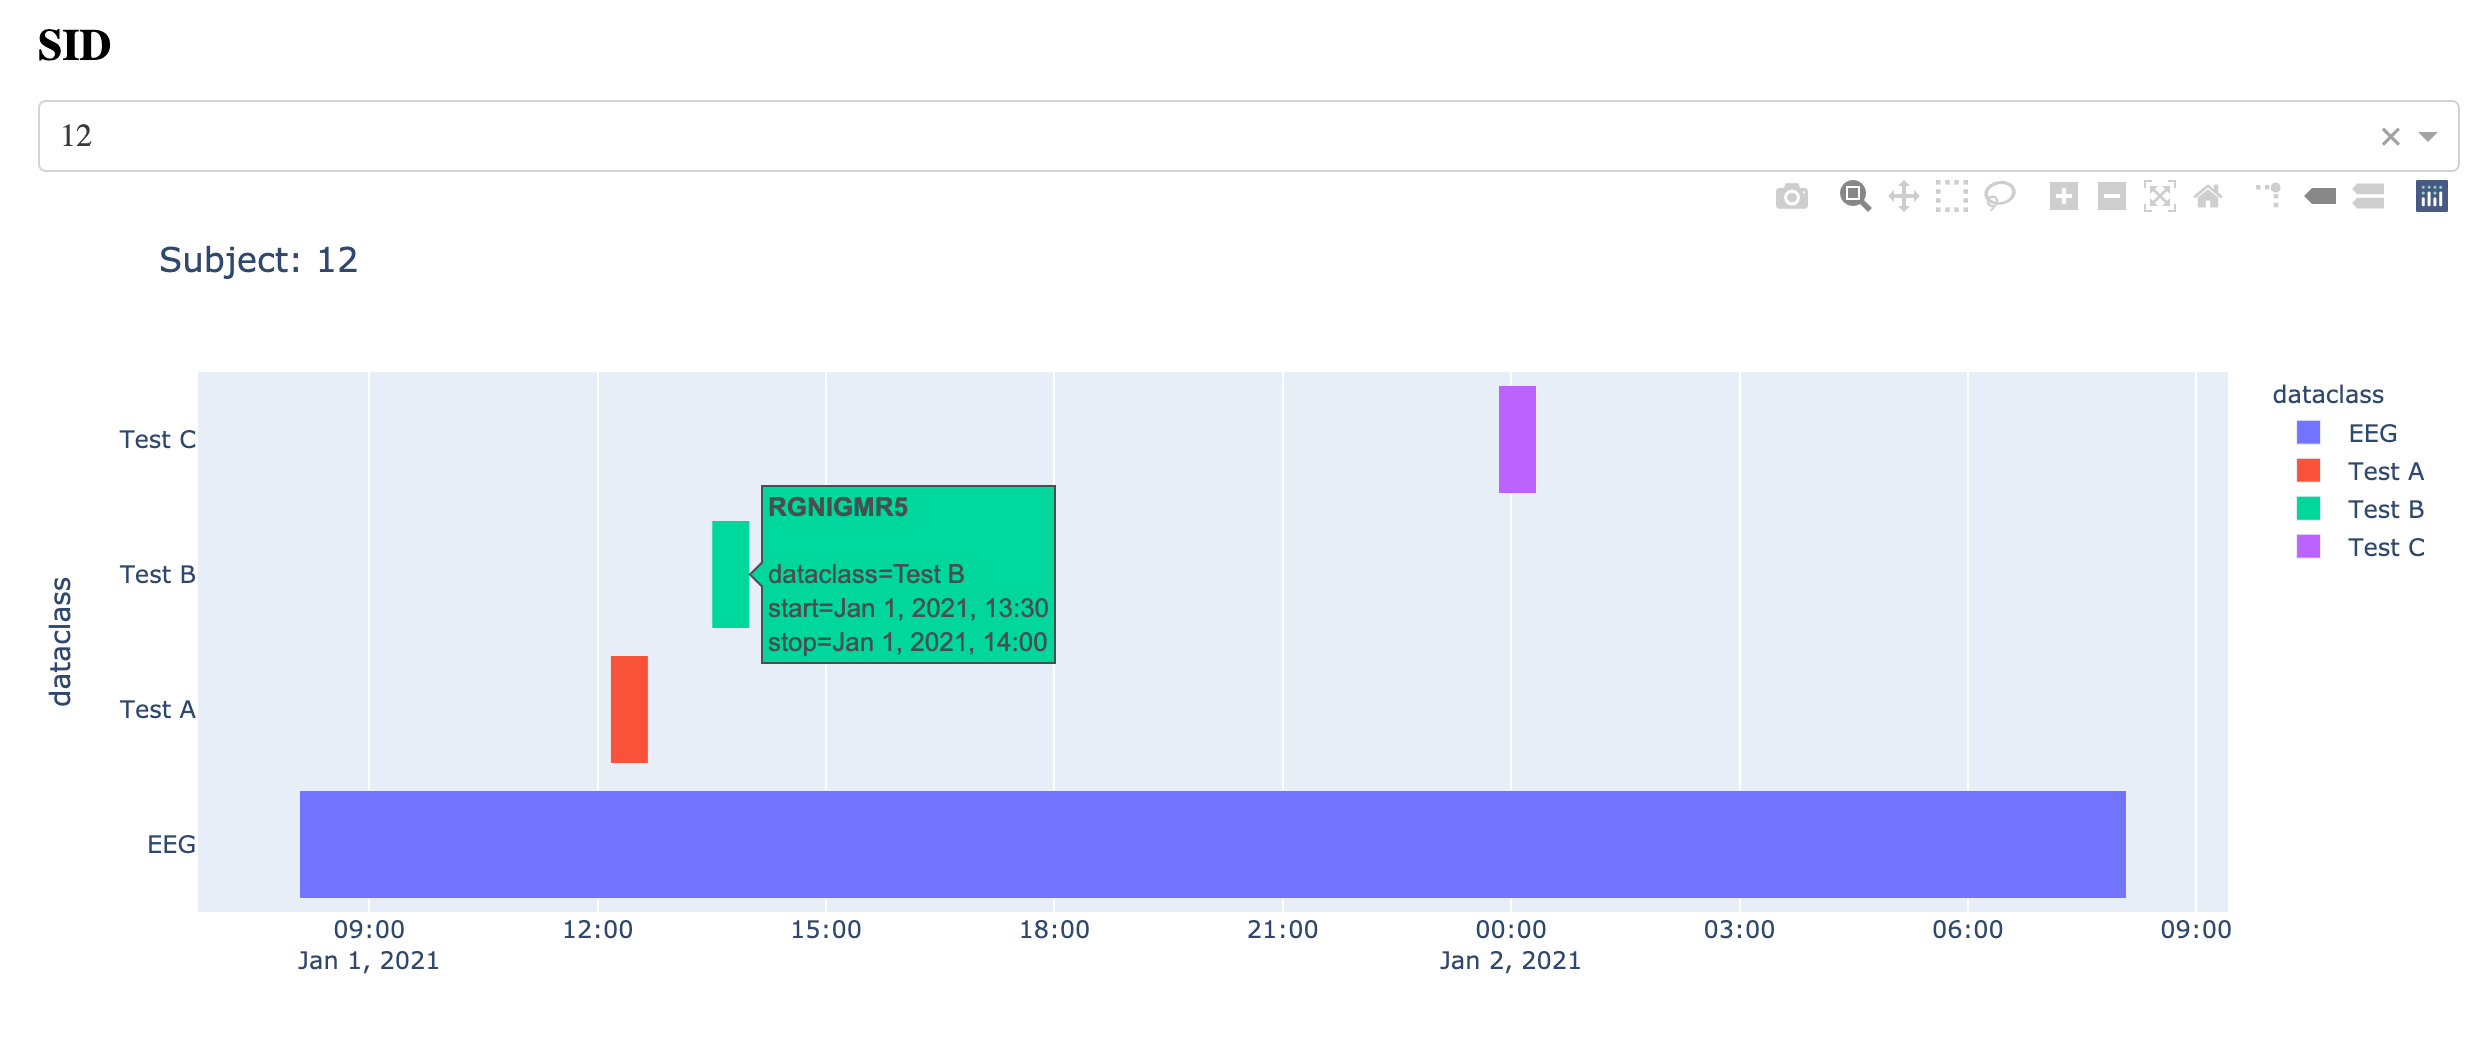 SID
12
Subject: 12
Test C
Test B
Test A
EEG
dataclass
RGNIGMR5
dataclass=Test B
start=Jan 1, 2021, 13:30
stop=Jan 1, 2021, 14:00
dataclass
EEG
Test A
Test B
Test C
09:00 12:00 15:00 18:00 21:00 00:00 03:00 06:00 09:00
Jan 1, 2021 Jan 2, 2021